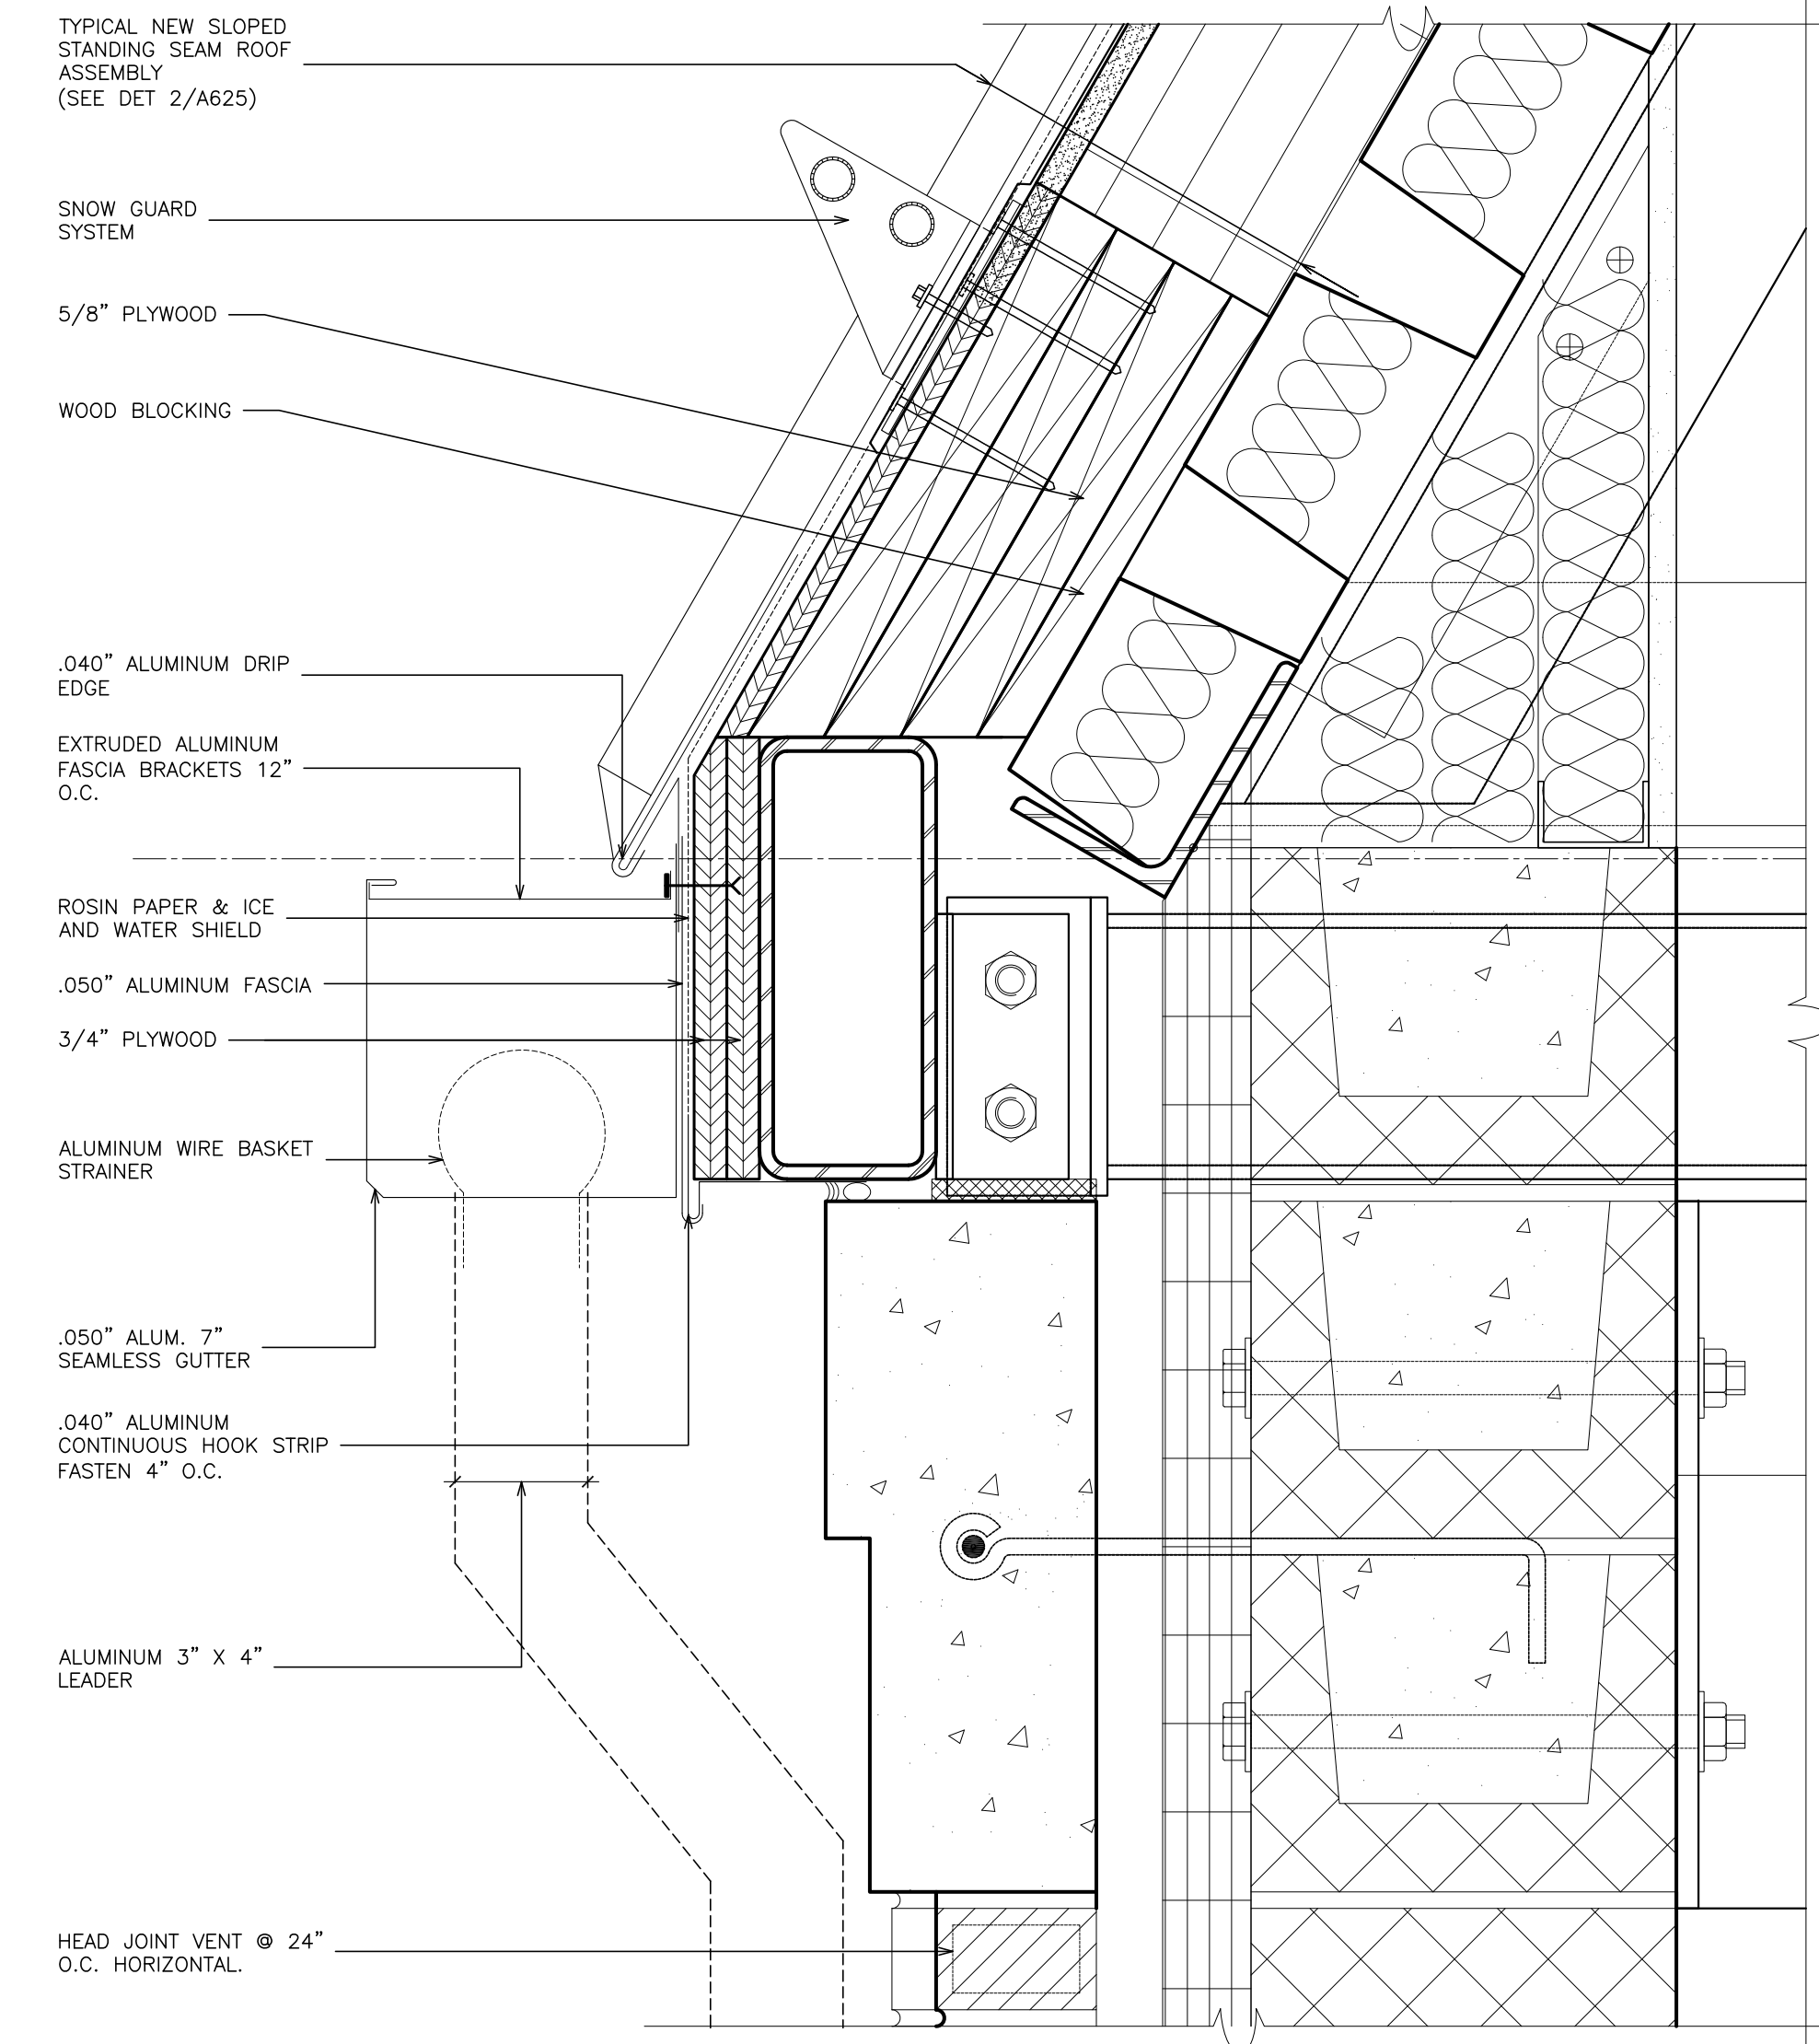 TYPICAL NEW SLOPED
STANDING SEAM ROOF
ASSEMBLY
(SEE DET 2/A625)
SNOW GUARD
SYSTEM
5/8" PLYWOOD
WOOD BLOCKING
.040" ALUMINUM DRIP
EDGE
EXTRUDED ALUMINUM
FASCIA BRACKETS 12"
O.C.
ROSIN PAPER & ICE
AND WATER SHIELD
.050" ALUMINUM FASCIA
3/4" PLYWOOD
ALUMINUM WIRE BASKET
STRAINER
.050" ALUM. 7"
SEAMLESS GUTTER
.040" ALUMINUM
CONTINUOUS HOOK STRIP
FASTEN 4" O.C.
ALUMINUM 3" X 4"
LEADER
HEAD JOINT VENT @ 24"
O.C. HORIZONTAL.